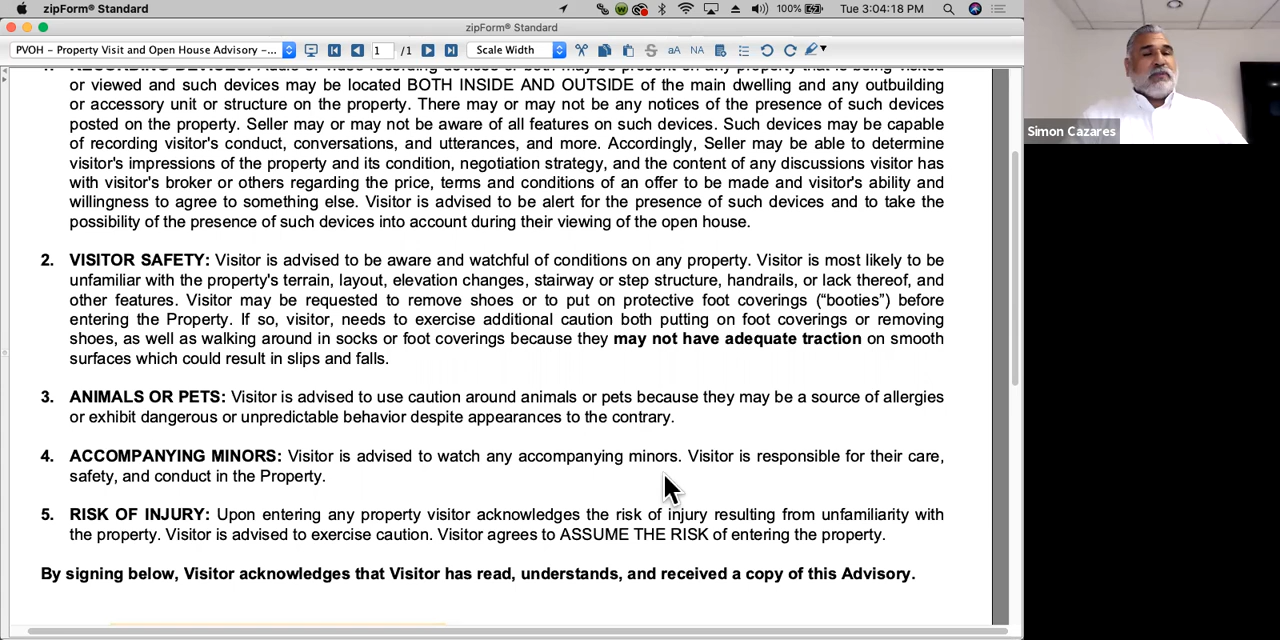 zipForm® Standard
100%
Tue 3:04:18 PM
zipForm® Standard
PVOH - Property Visit and Open House Advisory -...
1 /1
Scale Width
S aA NA
or viewed and such devices may be located BOTH INSIDE AND OUTSIDE of the main dwelling and any outbuilding
or accessory unit or structure on the property. There may or may not be any notices of the presence of such devices
posted on the property. Seller may or may not be aware of all features on such devices. Such devices may be capable
of recording visitor's conduct, conversations, and utterances, and more. Accordingly, Seller may be able to determine
visitor's impressions of the property and its condition, negotiation strategy, and the content of any discussions visitor has
with visitor's broker or others regarding the price, terms and conditions of an offer to be made and visitor's ability and
willingness to agree to something else. Visitor is advised to be alert for the presence of such devices and to take the
possibility of the presence of such devices into account during their viewing of the open house.
2. VISITOR SAFETY: Visitor is advised to be aware and watchful of conditions on any property. Visitor is most likely to be
unfamiliar with the property's terrain, layout, elevation changes, stairway or step structure, handrails, or lack thereof, and
other features. Visitor may be requested to remove shoes or to put on protective foot coverings (“booties”) before
entering the Property. If so, visitor, needs to exercise additional caution both putting on foot coverings or removing
shoes, as well as walking around in socks or foot coverings because they may not have adequate traction on smooth
surfaces which could result in slips and falls.
3. ANIMALS OR PETS: Visitor is advised to use caution around animals or pets because they may be a source of allergies
or exhibit dangerous or unpredictable behavior despite appearances to the contrary.
4. ACCOMPANYING MINORS: Visitor is advised to watch any accompanying minors. Visitor is responsible for their care,
safety, and conduct in the Property.
5. RISK OF INJURY: Upon entering any property visitor acknowledges the risk of injury resulting from unfamiliarity with
the property. Visitor is advised to exercise caution. Visitor agrees to ASSUME THE RISK of entering the property.
By signing below, Visitor acknowledges that Visitor has read, understands, and received a copy of this Advisory.
Simon Cazares